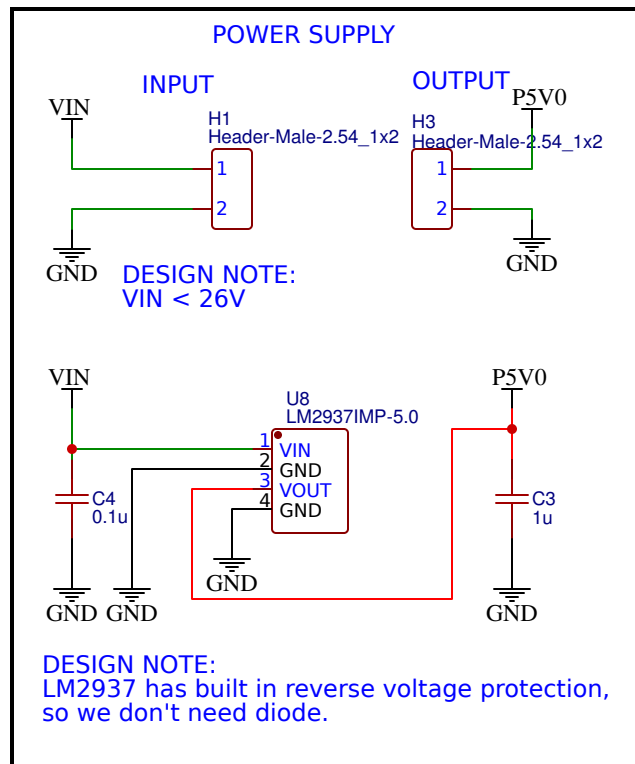 POWER SUPPLY
INPUT
OUTPUT
VIN
H1
Header-Male-2.54_1x2
1
2
GND
P5V0
H3
Header-Male-2.54_1x2
1
2
GND
DESIGN NOTE:
VIN < 26V
VIN
C4
0.1u
GND
GND
U8
LM2937IMP-5.0
1 VIN
2 GND
3 VOUT
4 GND
GND
P5V0
C3
1u
GND
DESIGN NOTE:
LM2937 has built in reverse voltage protection,
so we don't need diode.